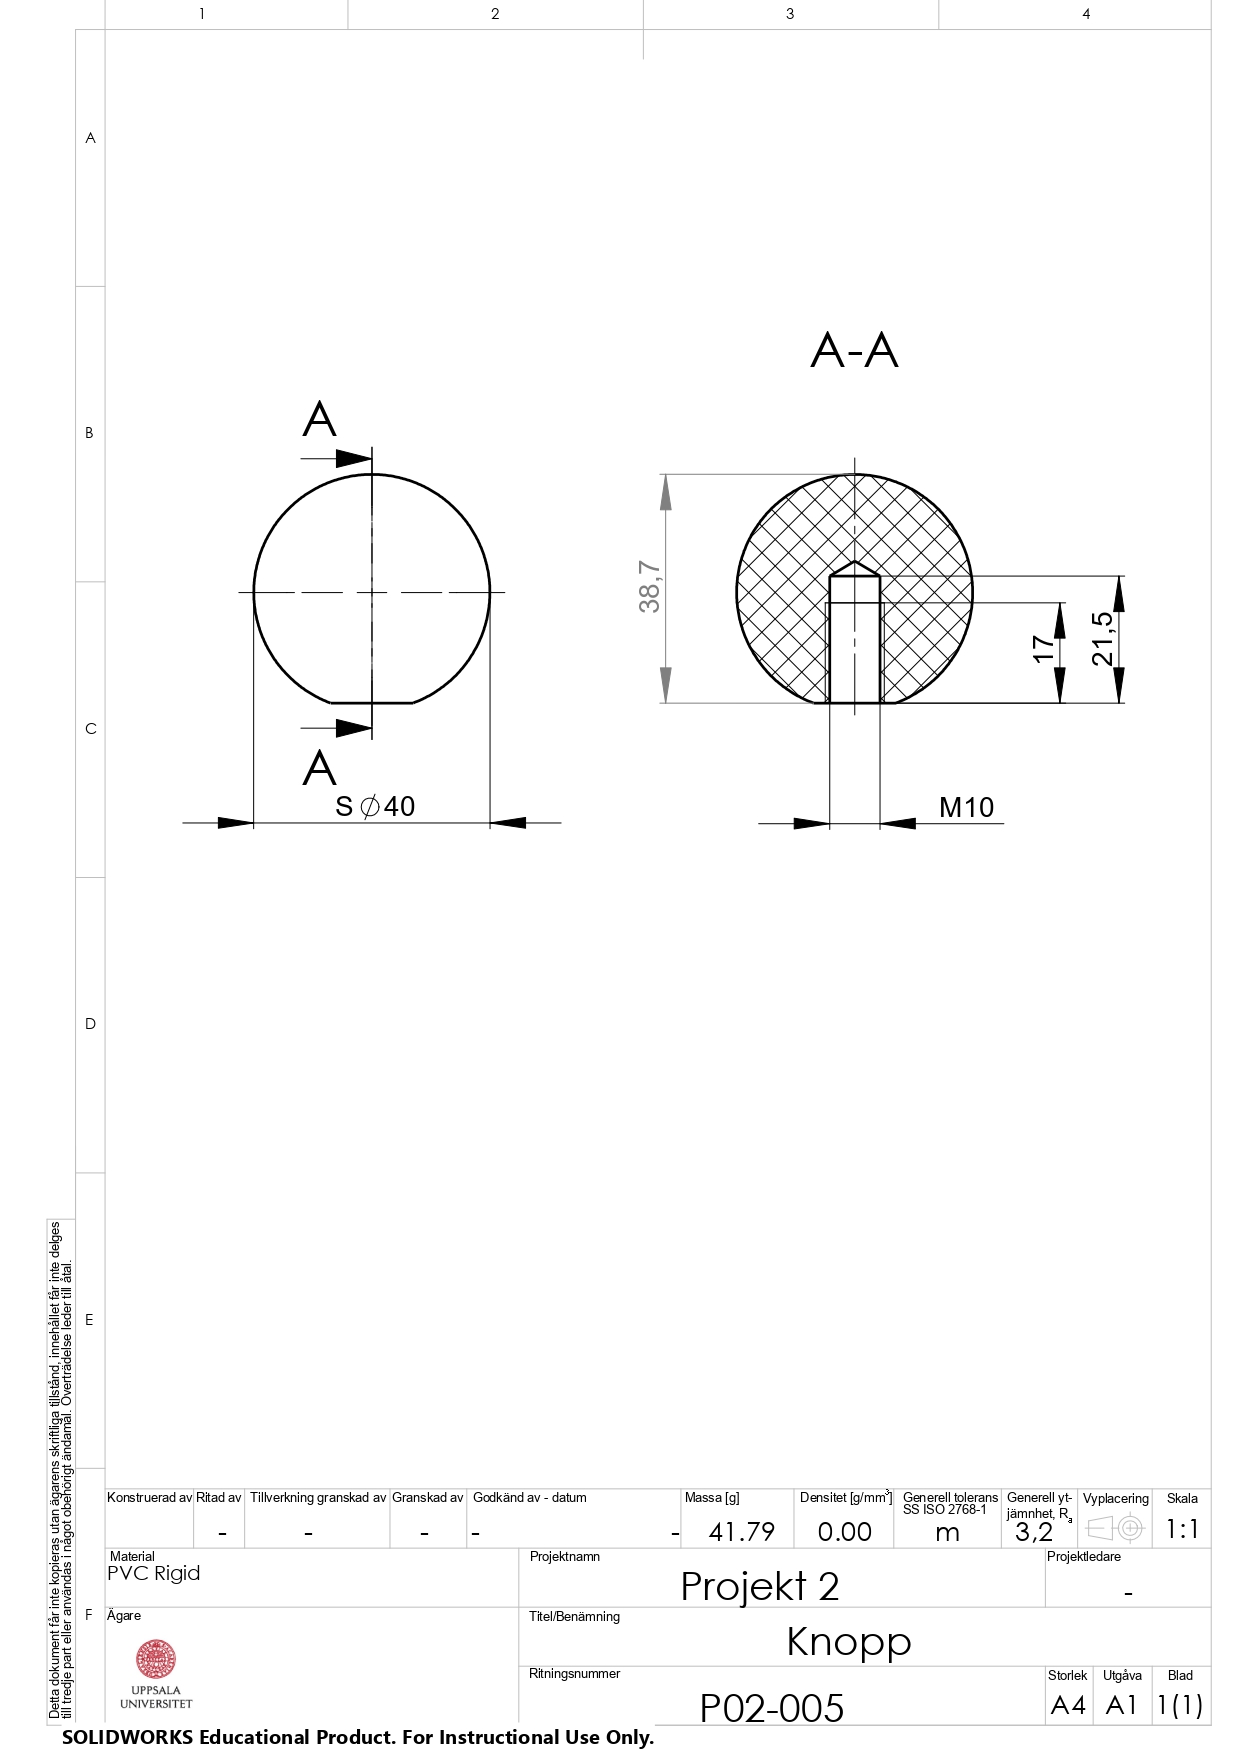 1 2 3 4
A
B
C
D
E
F
A-A
A
A
S ⌀40
38,7
17
21,5
M10
Detta dokument får inte kopieras utan ägarens skriftliga tillstånd, innehållet får inte delges
till tredje part eller användas i något obehörigt ändamål. Överträdelse leder till åtal.
Konstruerad av Ritad av Tillverkning granskad av Granskad av Godkänd av - datum Massa [g] Densitet [g/mm³] Generell tolerans Generell yt- Vyplacering Skala
SS ISO 2768-1 jämnhet, Ra
- - - - - 41.79 0.00 m 3,2 1:1
Material Projektnamn Projektledare
PVC Rigid Projekt 2 -
Ägare Titel/Benämning
Knopp
UPPSALA
UNIVERSITET
Ritningsnummer Storlek Utgåva Blad
P02-005 A4 A1 1(1)
SOLIDWORKS Educational Product. For Instructional Use Only.